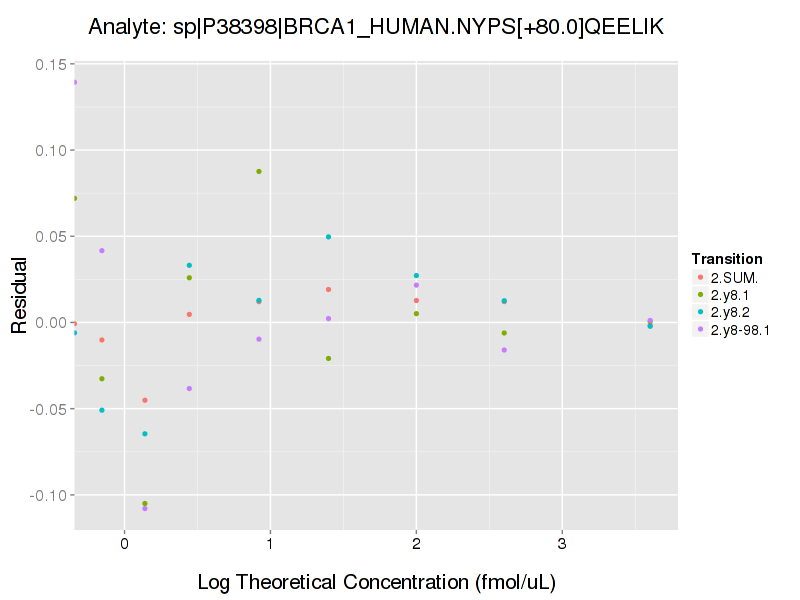 Analyte: sp|P38398|BRCA1_HUMAN.NYPS[+80.0]QEELIK
0.15
0.10
0.05
0.00
-0.05
-0.10
Residual
0 1 2 3
Log Theoretical Concentration (fmol/uL)
Transition
2.SUM.
2.y8.1
2.y8.2
2.y8-98.1